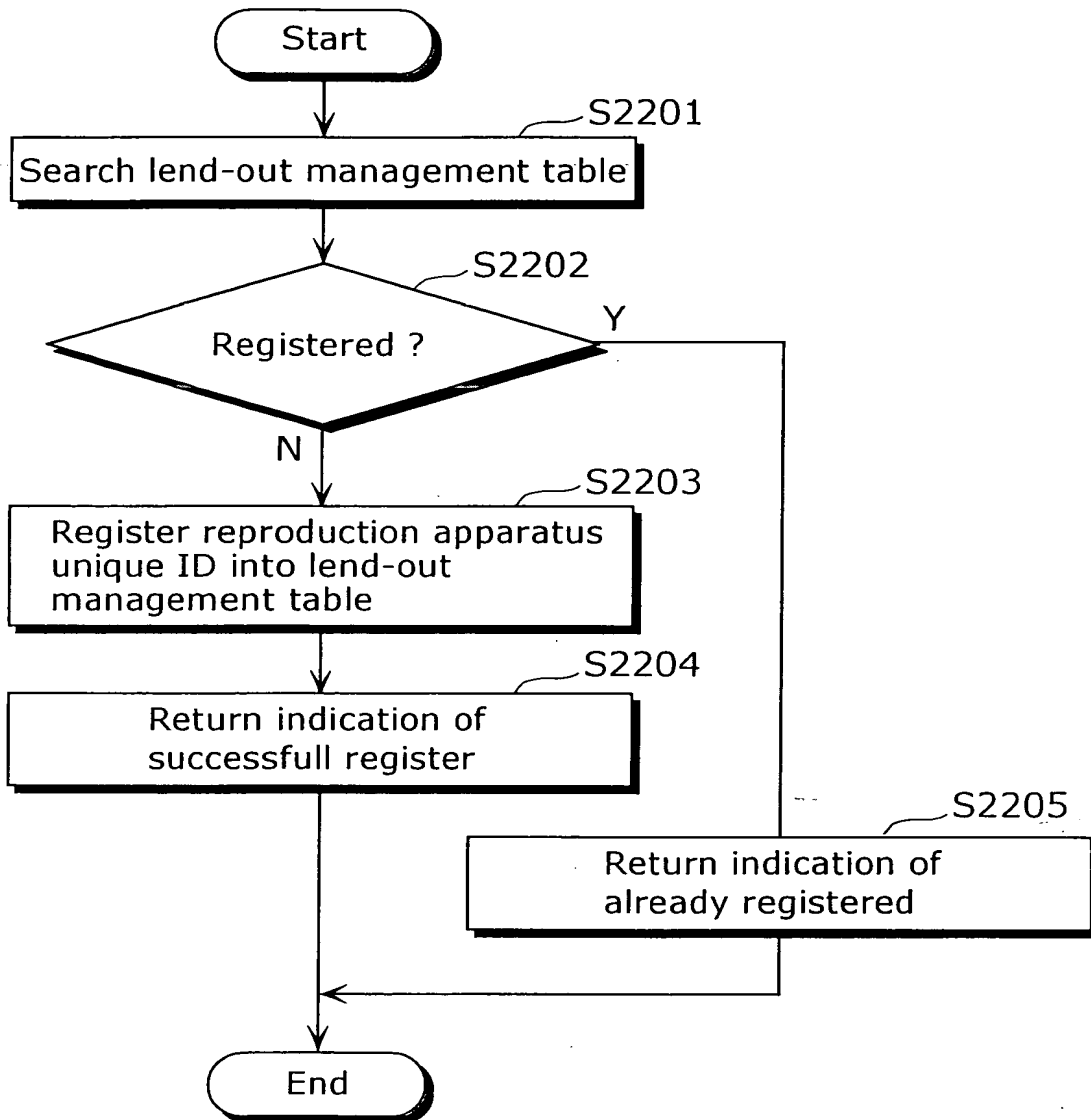 Start
S2201
Search lend-out management table
S2202
Registered ?
Y
N
S2203
Register reproduction apparatus
unique ID into lend-out
management table
S2204
Return indication of
successfull register
S2205
Return indication of
already registered
End